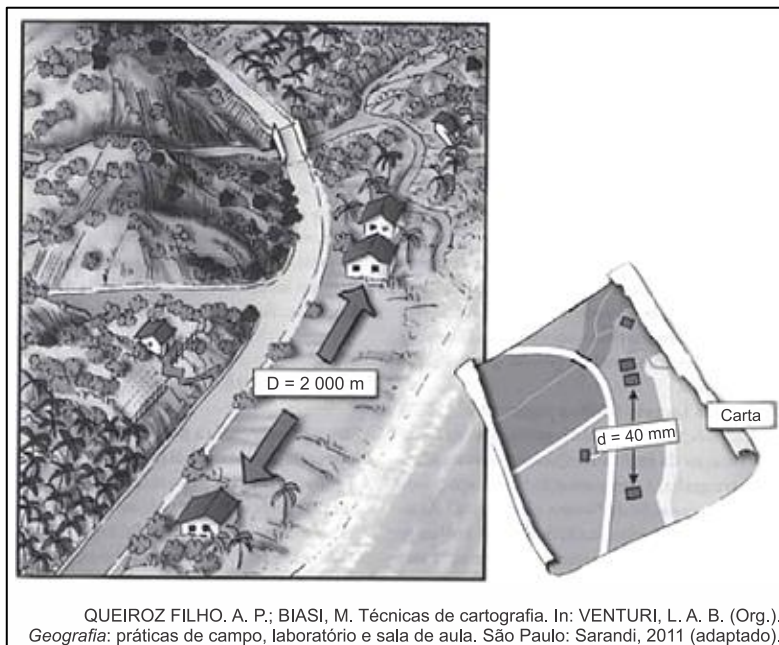 D = 2 000 m
Carta
d = 40 mm
QUEIROZ FILHO. A. P.; BIASI, M. Técnicas de cartografia. In: VENTURI, L. A. B. (Org.).
Geografia: práticas de campo, laboratório e sala de aula. São Paulo: Sarandi, 2011 (adaptado).